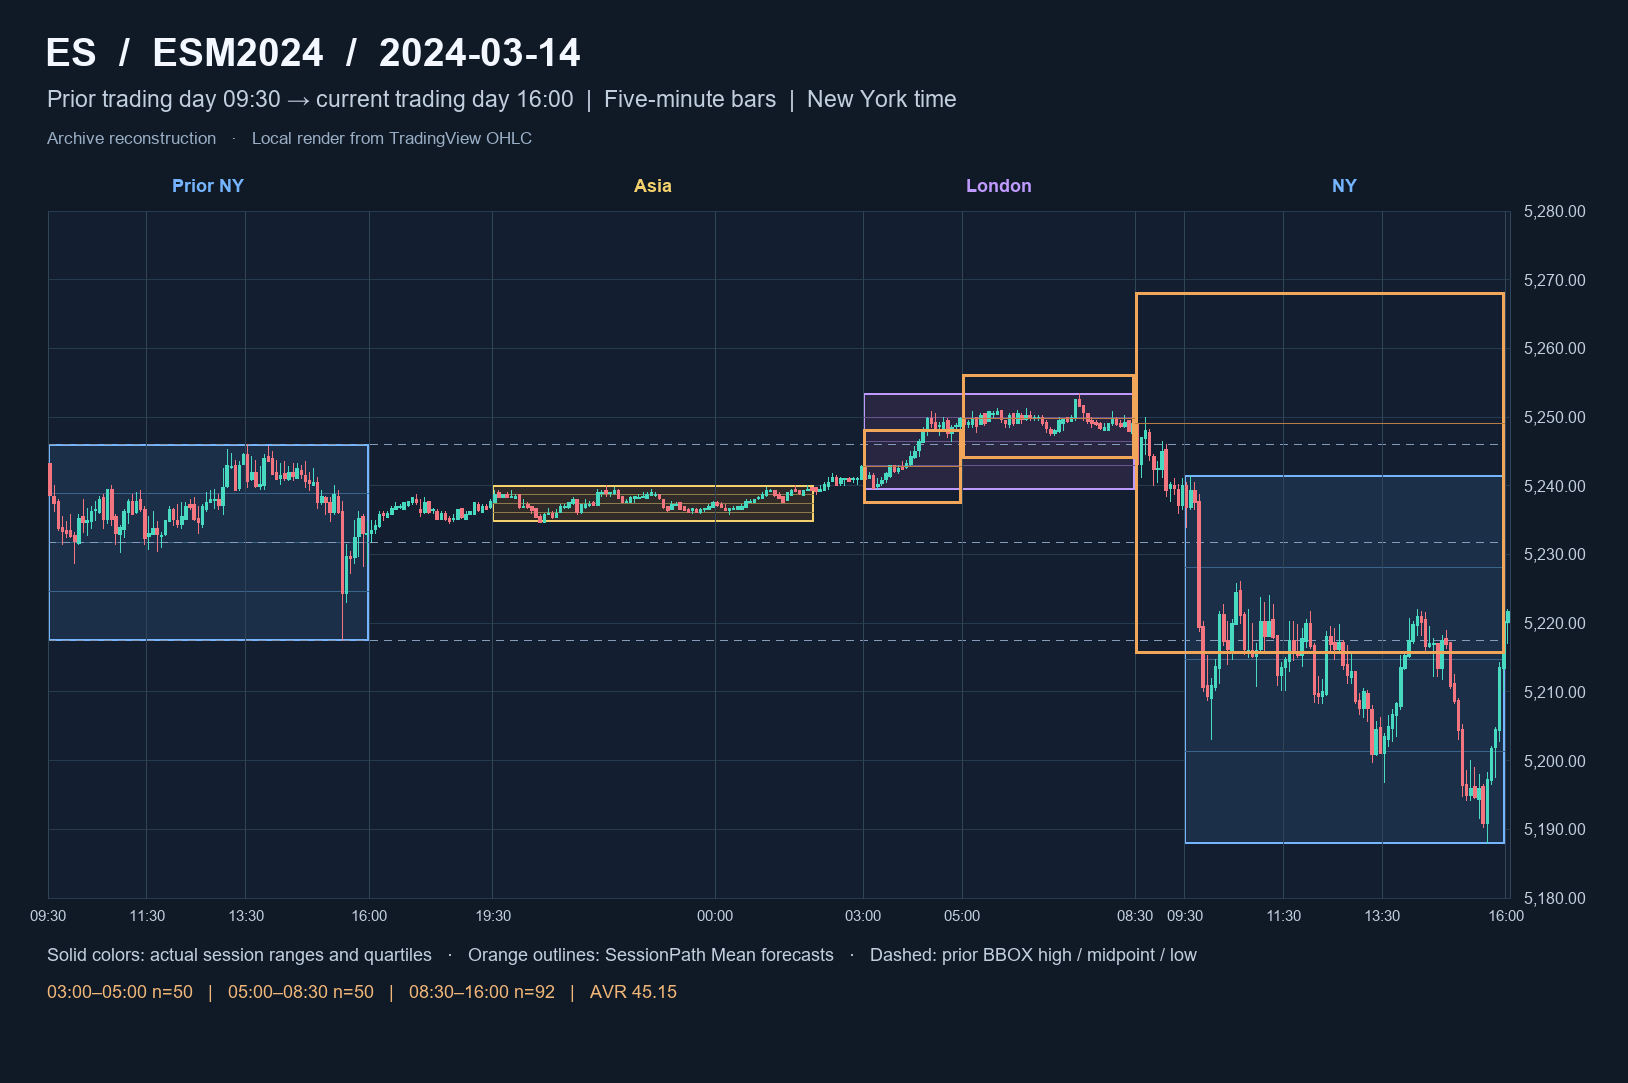 ES / ESM2024 / 2024-03-14
Prior trading day 09:30 → current trading day 16:00 | Five-minute bars | New York time
Archive reconstruction · Local render from TradingView OHLC
Prior NY Asia London NY
5,280.00
5,270.00
5,260.00
5,250.00
5,240.00
5,230.00
5,220.00
5,210.00
5,200.00
5,190.00
5,180.00
09:30 11:30 13:30 16:00 19:30 00:00 03:00 05:00 08:30 09:30 11:30 13:30 16:00
Solid colors: actual session ranges and quartiles · Orange outlines: SessionPath Mean forecasts · Dashed: prior BBOX high / midpoint / low
03:00–05:00 n=50 | 05:00–08:30 n=50 | 08:30–16:00 n=92 | AVR 45.15